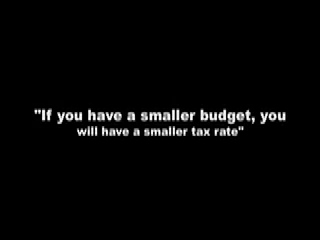 "If you have a smaller budget, you
will have a smaller tax rate"